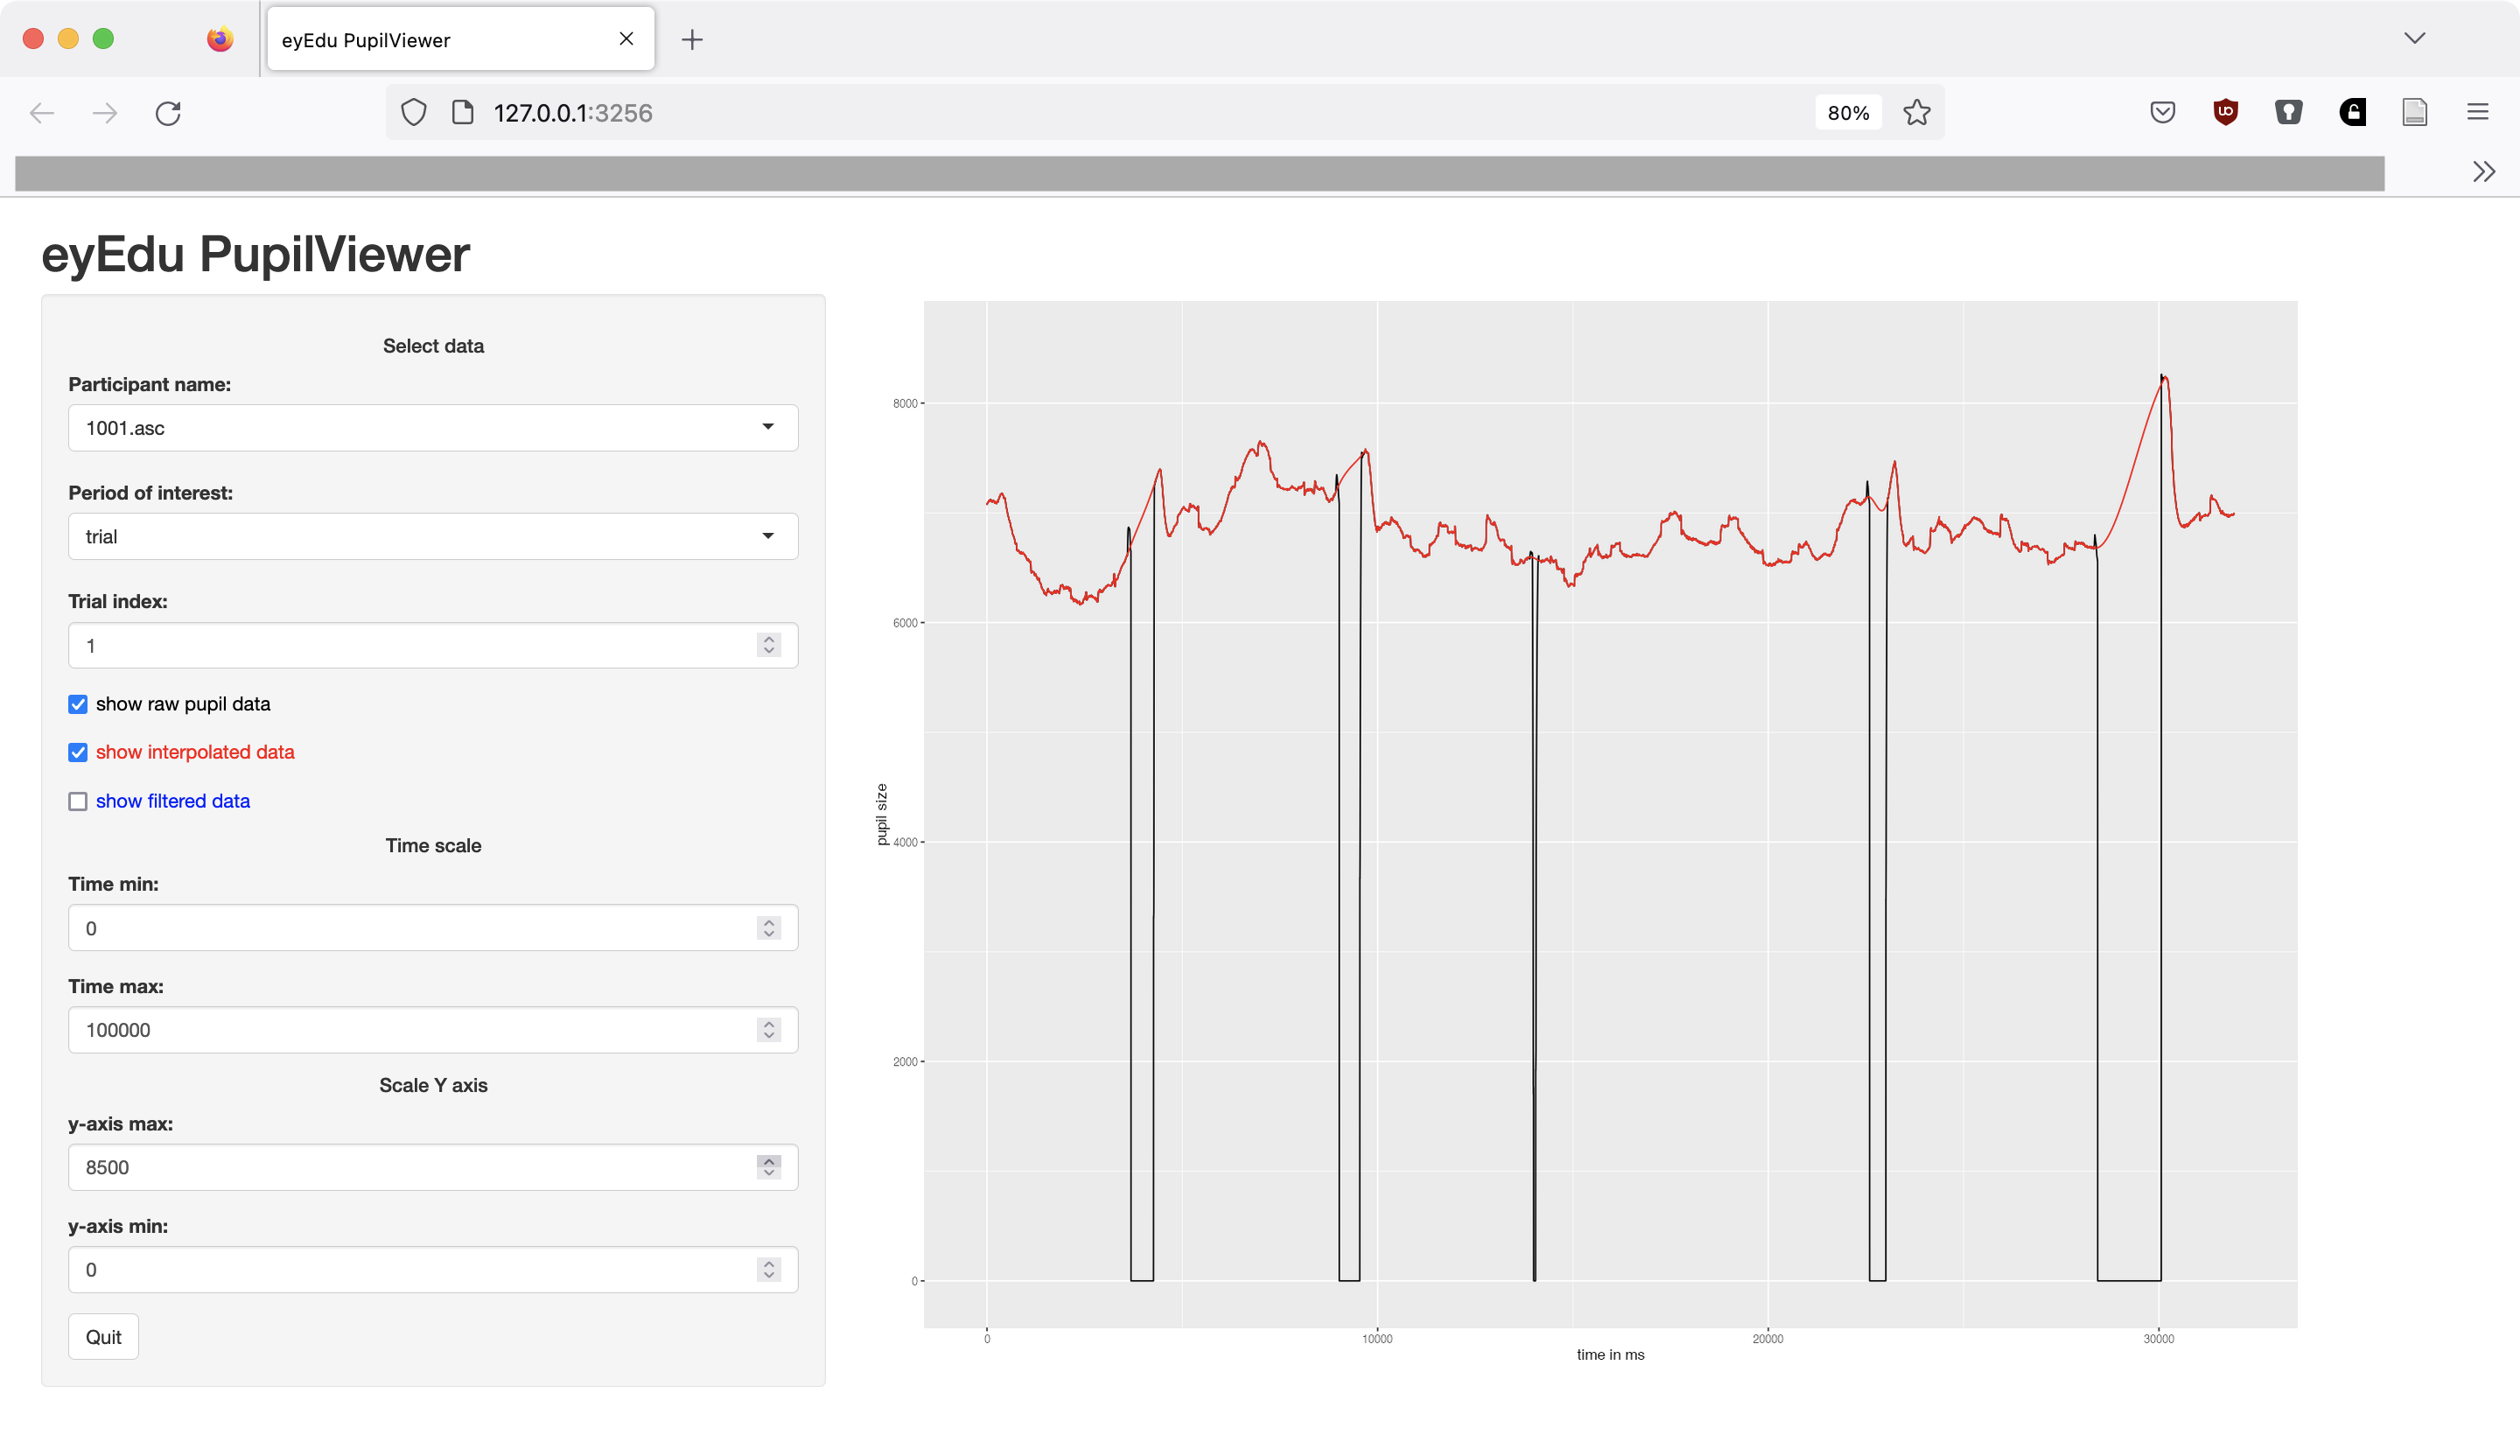 eyEdu PupilViewer
127.0.0.1:3256
80%
eyEdu PupilViewer
Select data
Participant name:
1001.asc
Period of interest:
trial
Trial index:
1
show raw pupil data
show interpolated data
show filtered data
Time scale
Time min:
0
Time max:
100000
Scale Y axis
y-axis max:
8500
y-axis min:
0
Quit
8000
6000
4000
2000
0
pupil size
0
10000
20000
30000
time in ms